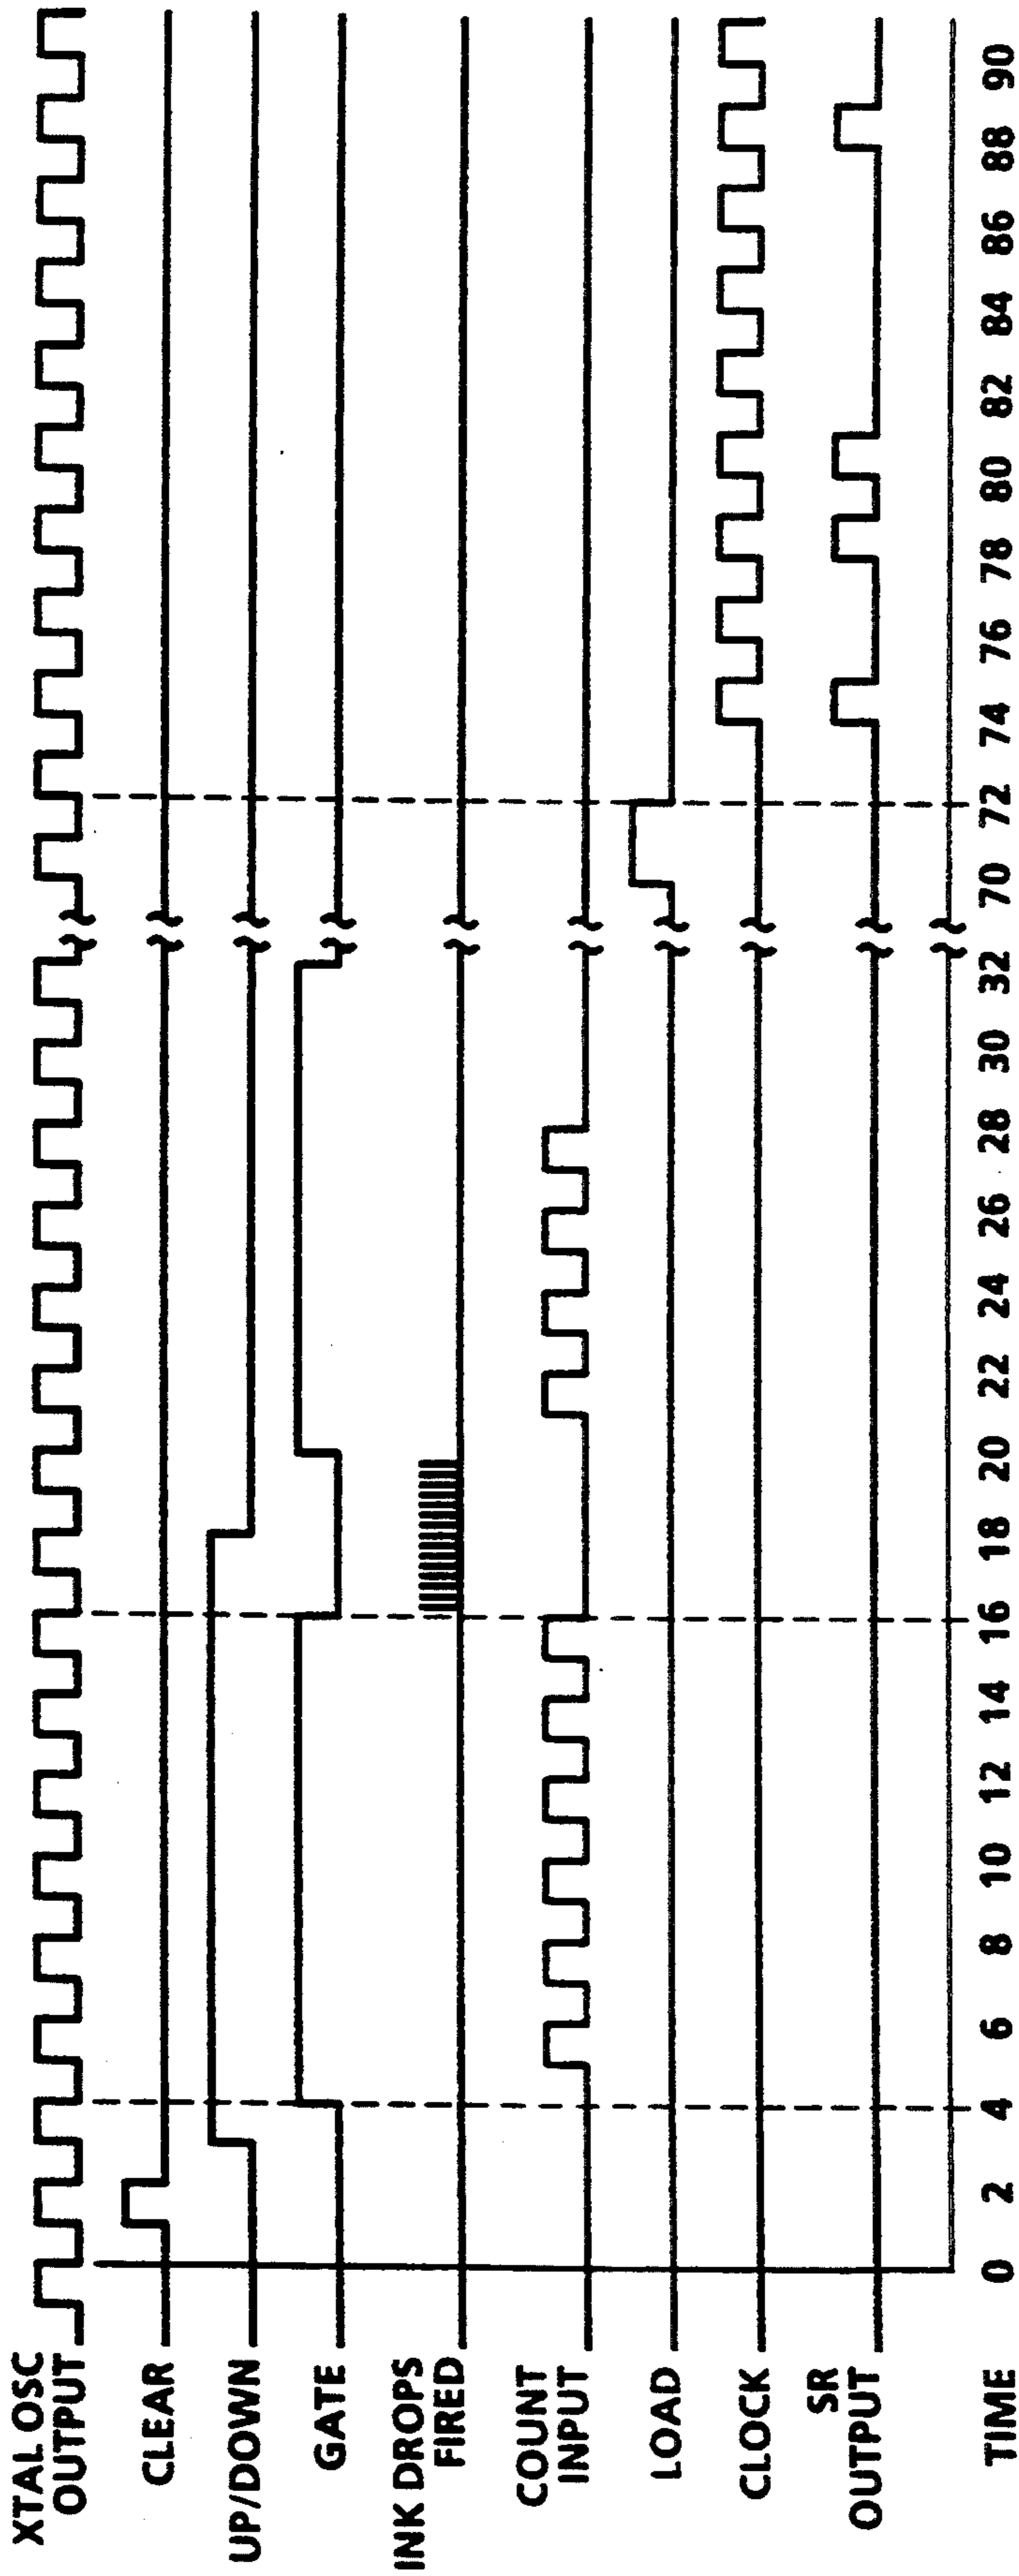 XTAL OSC
OUTPUT
CLEAR
UP/DOWN
GATE
INK DROPS
FIRED
COUNT
INPUT
LOAD
CLOCK
SR
OUTPUT
TIME 0 2 4 6 8 10 12 14 16 18 20 22 24 26 28 30 32 70 72 74 76 78 80 82 84 86 88 90